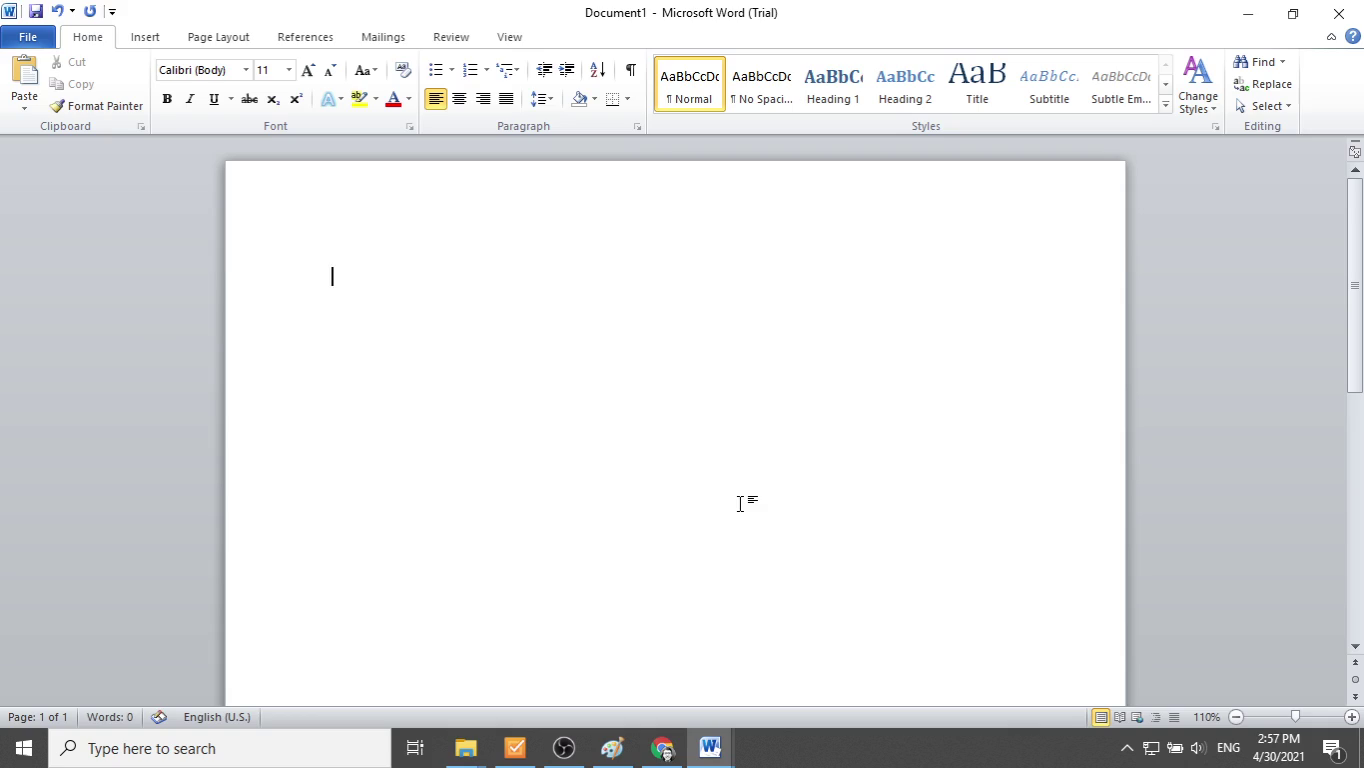 Document1 - Microsoft Word (Trial)
File Home Insert Page Layout References Mailings Review View
Paste
Cut
Copy
Format Painter
Clipboard
Calibri (Body) 11
Font
Paragraph
AaBbCcDc AaBbCcDc AaBbCc AaBbCc AaB AaBbCc. AaBbCcDc
¶ Normal ¶ No Spaci... Heading 1 Heading 2 Title Subtitle Subtle Em...
Change
Styles
Styles
Find
Replace
Select
Editing
Page: 1 of 1 Words: 0 English (U.S.) 110%
Type here to search
ENG
2:57 PM
4/30/2021
1